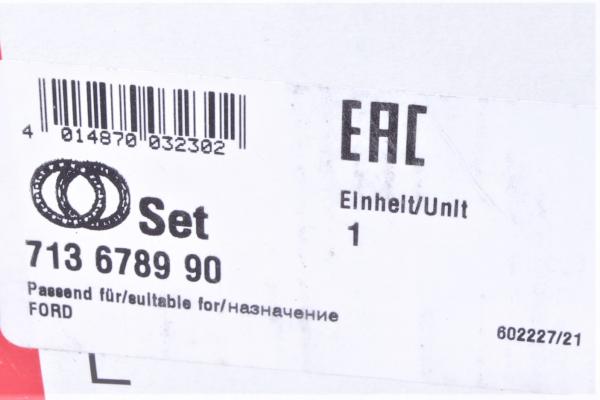 4 014870 032302
EAC
Set
Einheit/Unit
1
713 6789 90
Passend für/suitable for/назначение
FORD
602227/21